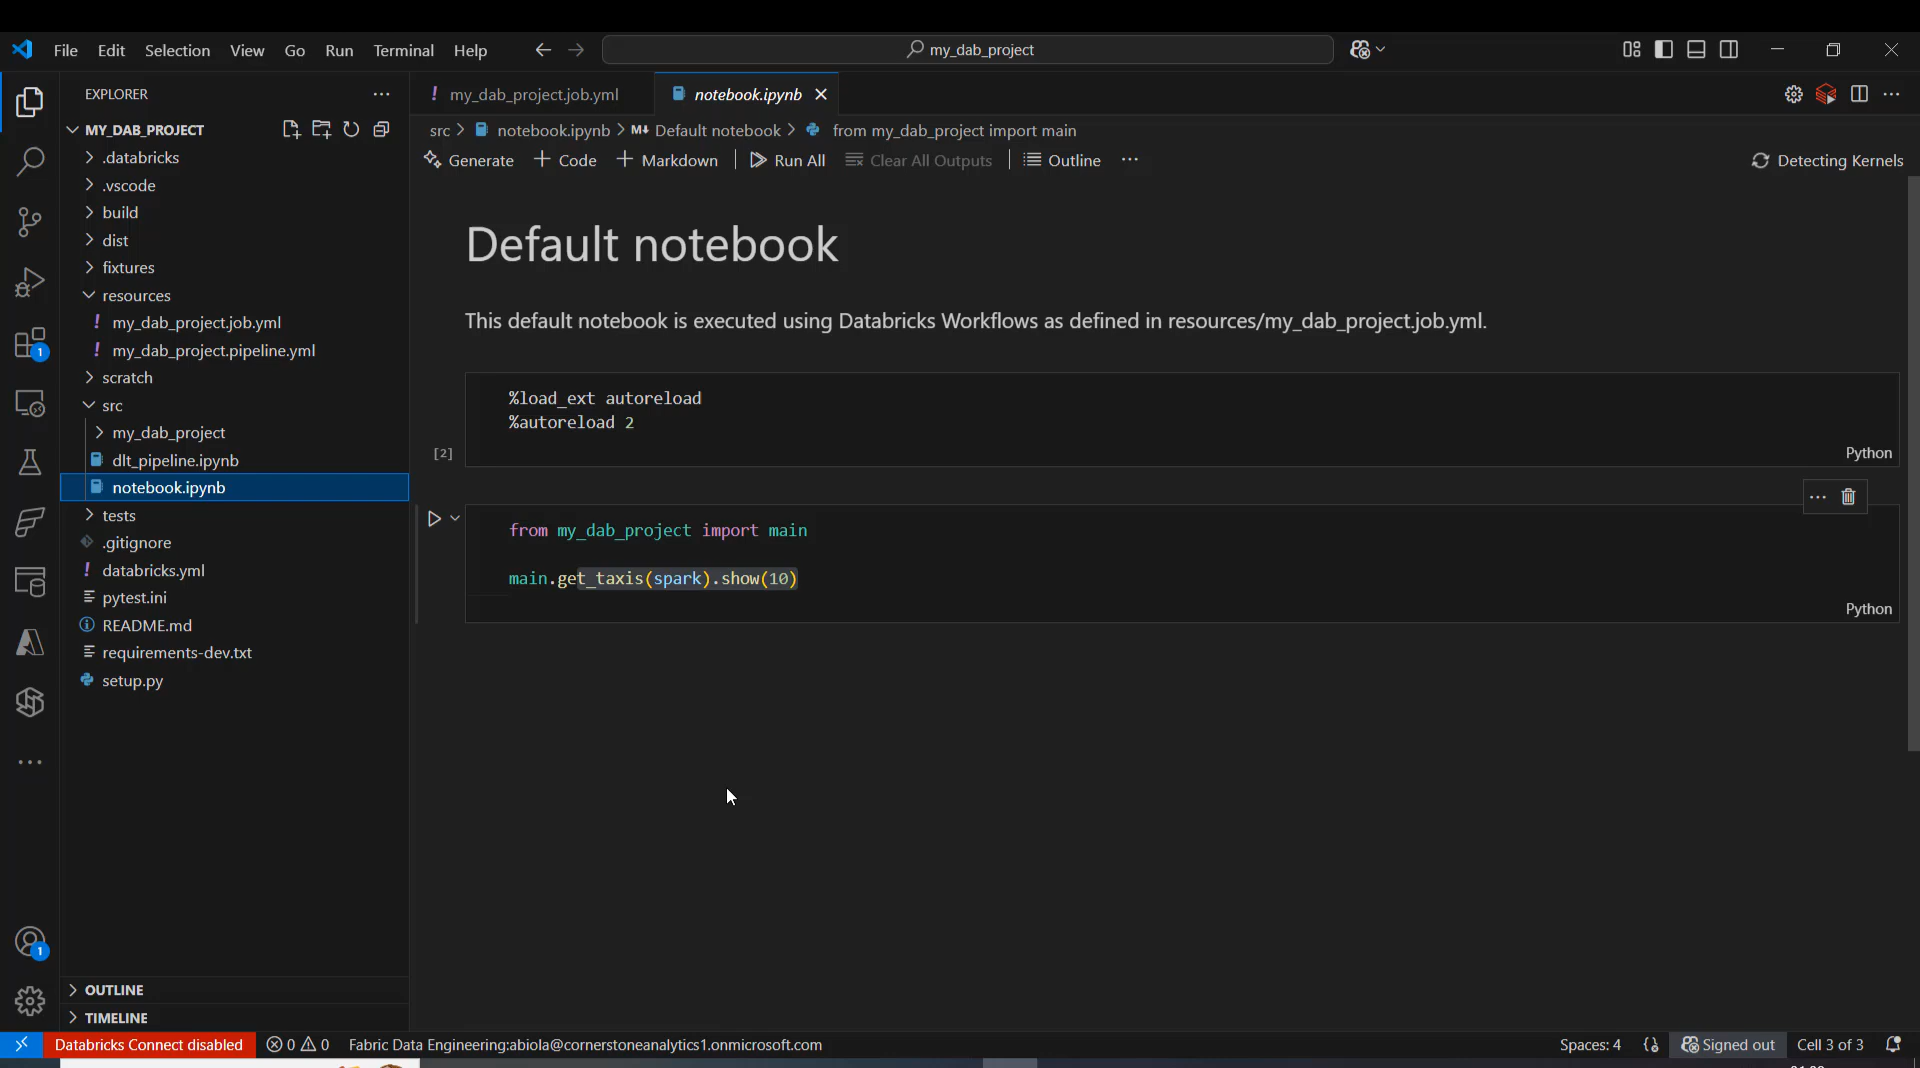 File Edit Selection View Go Run Terminal Help
my_dab_project
EXPLORER
my_dab_project.job.yml
notebook.ipynb
MY_DAB_PROJECT
src > notebook.ipynb > Default notebook > from my_dab_project import main
Generate + Code + Markdown Run All Clear All Outputs Outline ...
Detecting Kernels
.databricks
.vscode
build
dist
fixtures
resources
my_dab_project.job.yml
my_dab_project.pipeline.yml
scratch
src
my_dab_project
dlt_pipeline.ipynb
notebook.ipynb
tests
.gitignore
databricks.yml
pytest.ini
README.md
requirements-dev.txt
setup.py
OUTLINE
TIMELINE
1
1
Default notebook
This default notebook is executed using Databricks Workflows as defined in resources/my_dab_project.job.yml.
%load_ext autoreload
%autoreload 2
[2]
Python
from my_dab_project import main
main.get_taxis(spark).show(10)
Python
Databricks Connect disabled
0 0
Fabric Data Engineering:abiola@cornerstoneanalytics1.onmicrosoft.com
Spaces: 4
Signed out
Cell 3 of 3